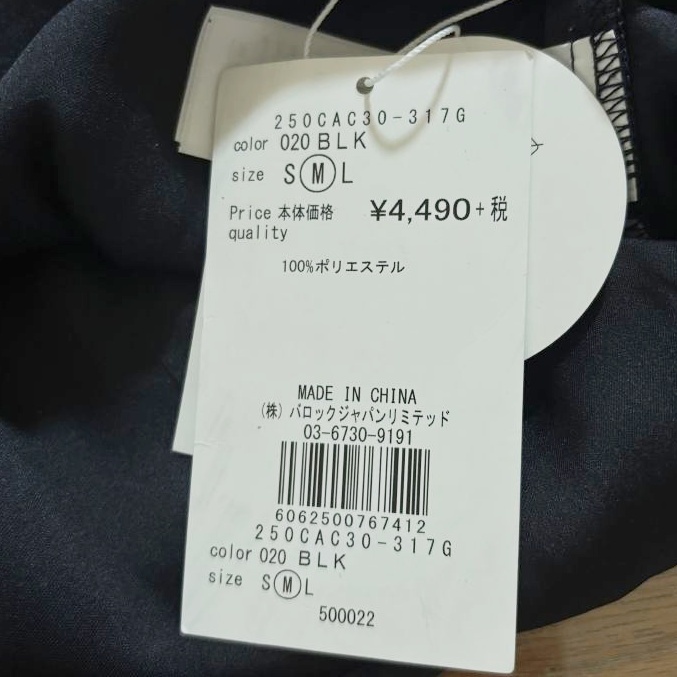 250CAC30-317G
color 020 BLK
size S M L
Price 本体価格 ¥4,490+税
quality
100%ポリエステル
MADE IN CHINA
(株) バロックジャパンリミテッド
03-6730-9191
6062500767412
250CAC30-317G
color 020 BLK
size S M L
500022